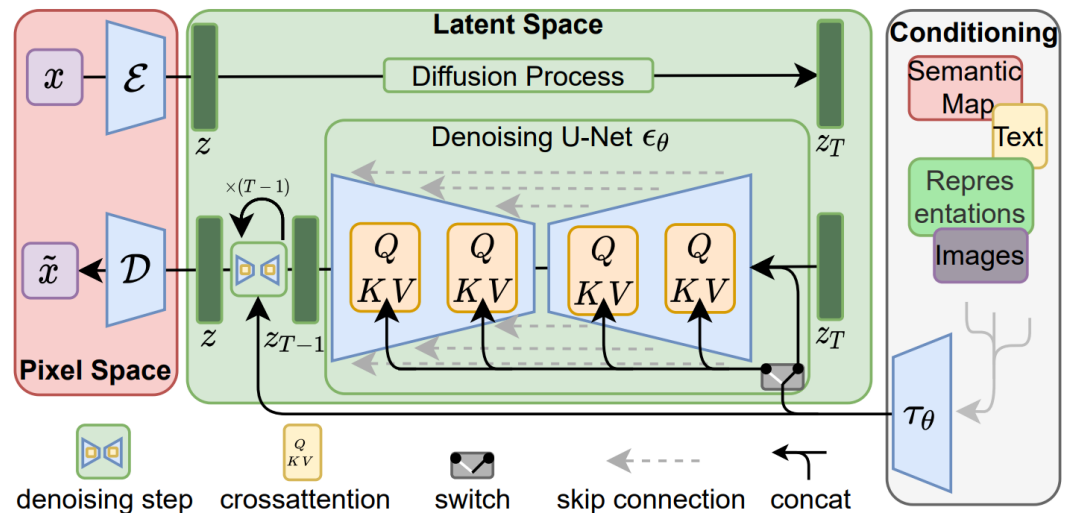 Latent Space
Conditioning
x
ℰ
Diffusion Process
Semantic
Map
Text
Repres
entations
Images
z
z_T
Denoising U-Net ϵ_θ
×(T−1)
x̃
𝒟
Q
KV
Q
KV
Q
KV
Q
KV
z
z_{T−1}
z_T
Pixel Space
τ_θ
Q
KV
denoising step
crossattention
switch
skip connection
concat